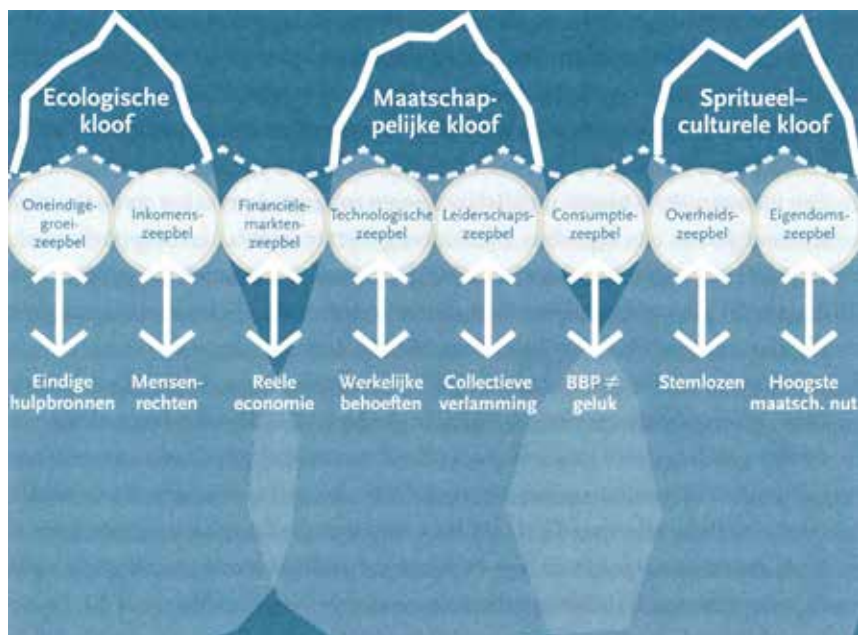 Ecologische
kloof
Maatschap-
pelijke kloof
Spritueel–
culturele kloof
Oneindige-
groei-
zeepbel
Inkomens-
zeepbel
Financiële-
markten-
zeepbel
Technologische
zeepbel
Leiderschaps-
zeepbel
Consumptie-
zeepbel
Overheids-
zeepbel
Eigendoms-
zeepbel
Eindige
hulpbronnen
Mensen-
rechten
Reële
economie
Werkelijke
behoeften
Collectieve
verlamming
BBP ≠
geluk
Stemlozen
Hoogste
maatsch. nut